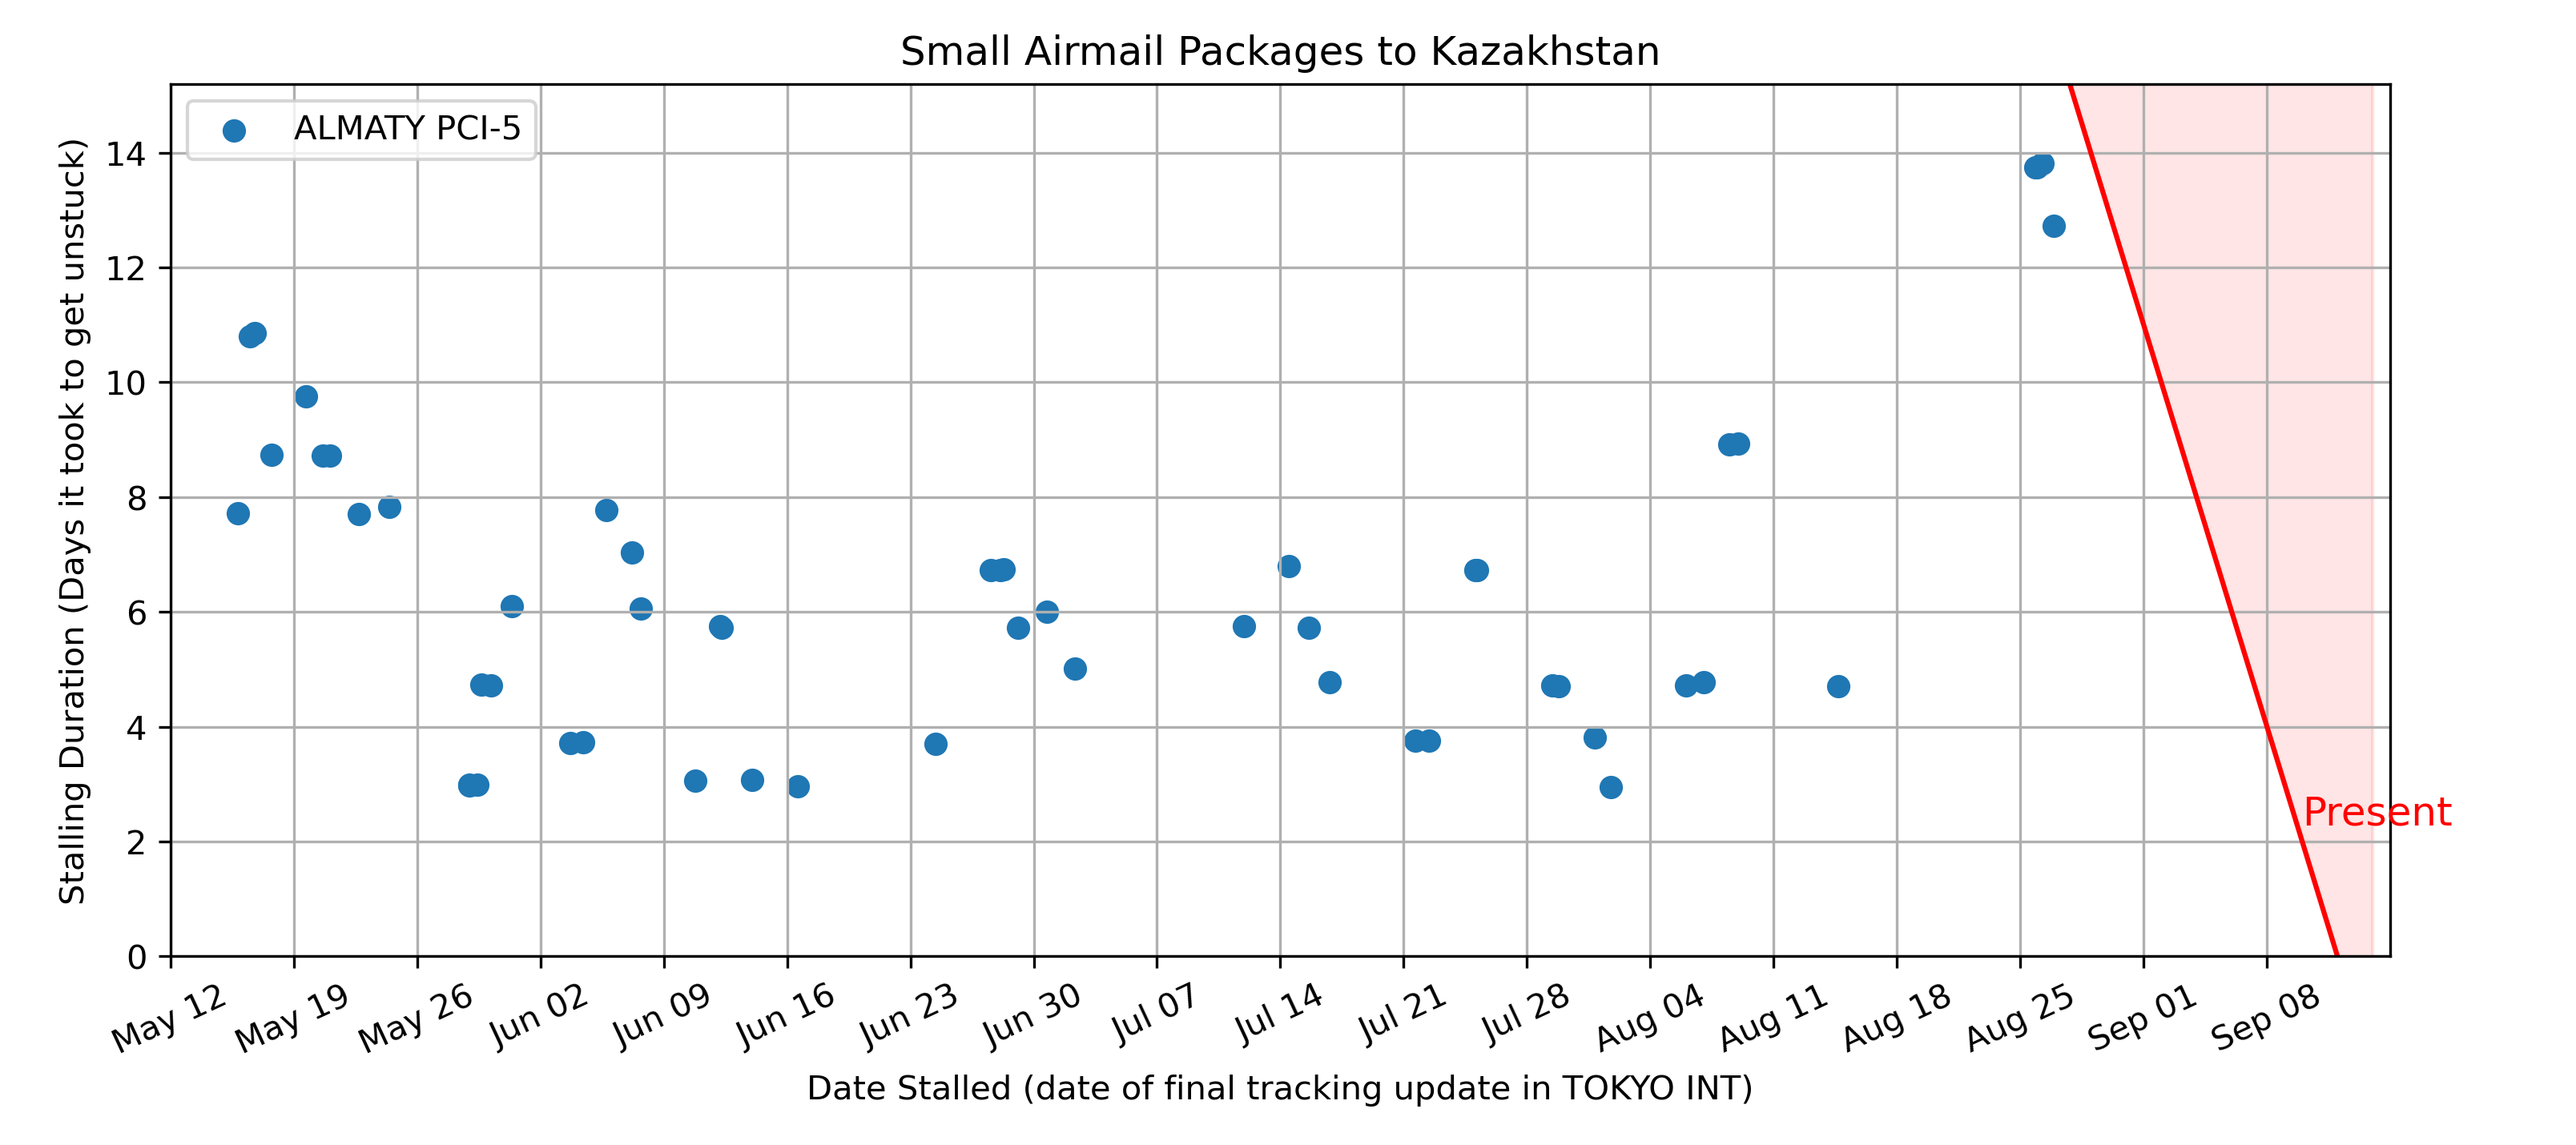 Small Airmail Packages to Kazakhstan
ALMATY PCI-5
Stalling Duration (Days it took to get unstuck)
14
12
10
8
6
4
2
0
Present
May 12
May 19
May 26
Jun 02
Jun 09
Jun 16
Jun 23
Jun 30
Jul 07
Jul 14
Jul 21
Jul 28
Aug 04
Aug 11
Aug 18
Aug 25
Sep 01
Sep 08
Date Stalled (date of final tracking update in TOKYO INT)